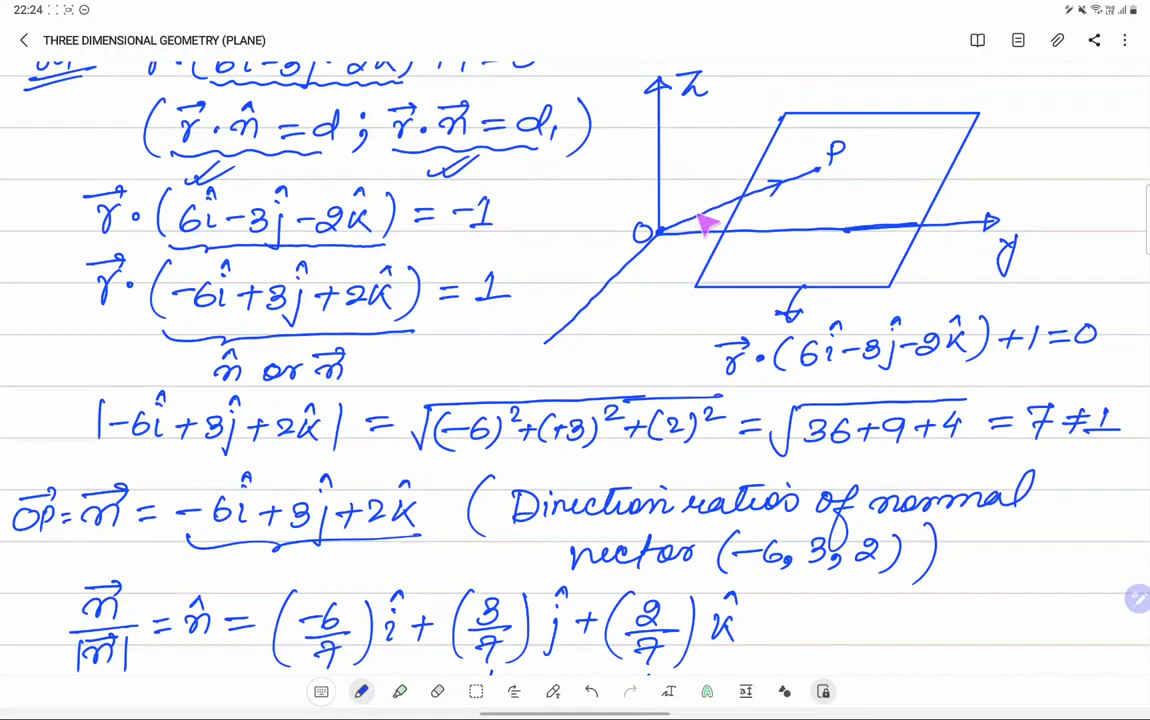 22:24
THREE DIMENSIONAL GEOMETRY (PLANE)
(r⃗ · n̂ = d ; r⃗ · n⃗ = d₁)
r⃗ · (6î − 3ĵ − 2k̂) = −1
r⃗ · (−6î + 3ĵ + 2k̂) = 1
n̂ or n⃗
Z
P
O
y
r⃗ · (6î − 3ĵ − 2k̂) + 1 = 0
|−6î + 3ĵ + 2k̂| = √((−6)² + (+3)² + (2)²) = √(36 + 9 + 4) = 7 ≠ 1
OP⃗ = n⃗ = −6î + 3ĵ + 2k̂ (Direction ratios of normal
vector (−6, 3, 2))
n⃗/|n⃗| = n̂ = (−6/7) î + (3/7) ĵ + (2/7) k̂